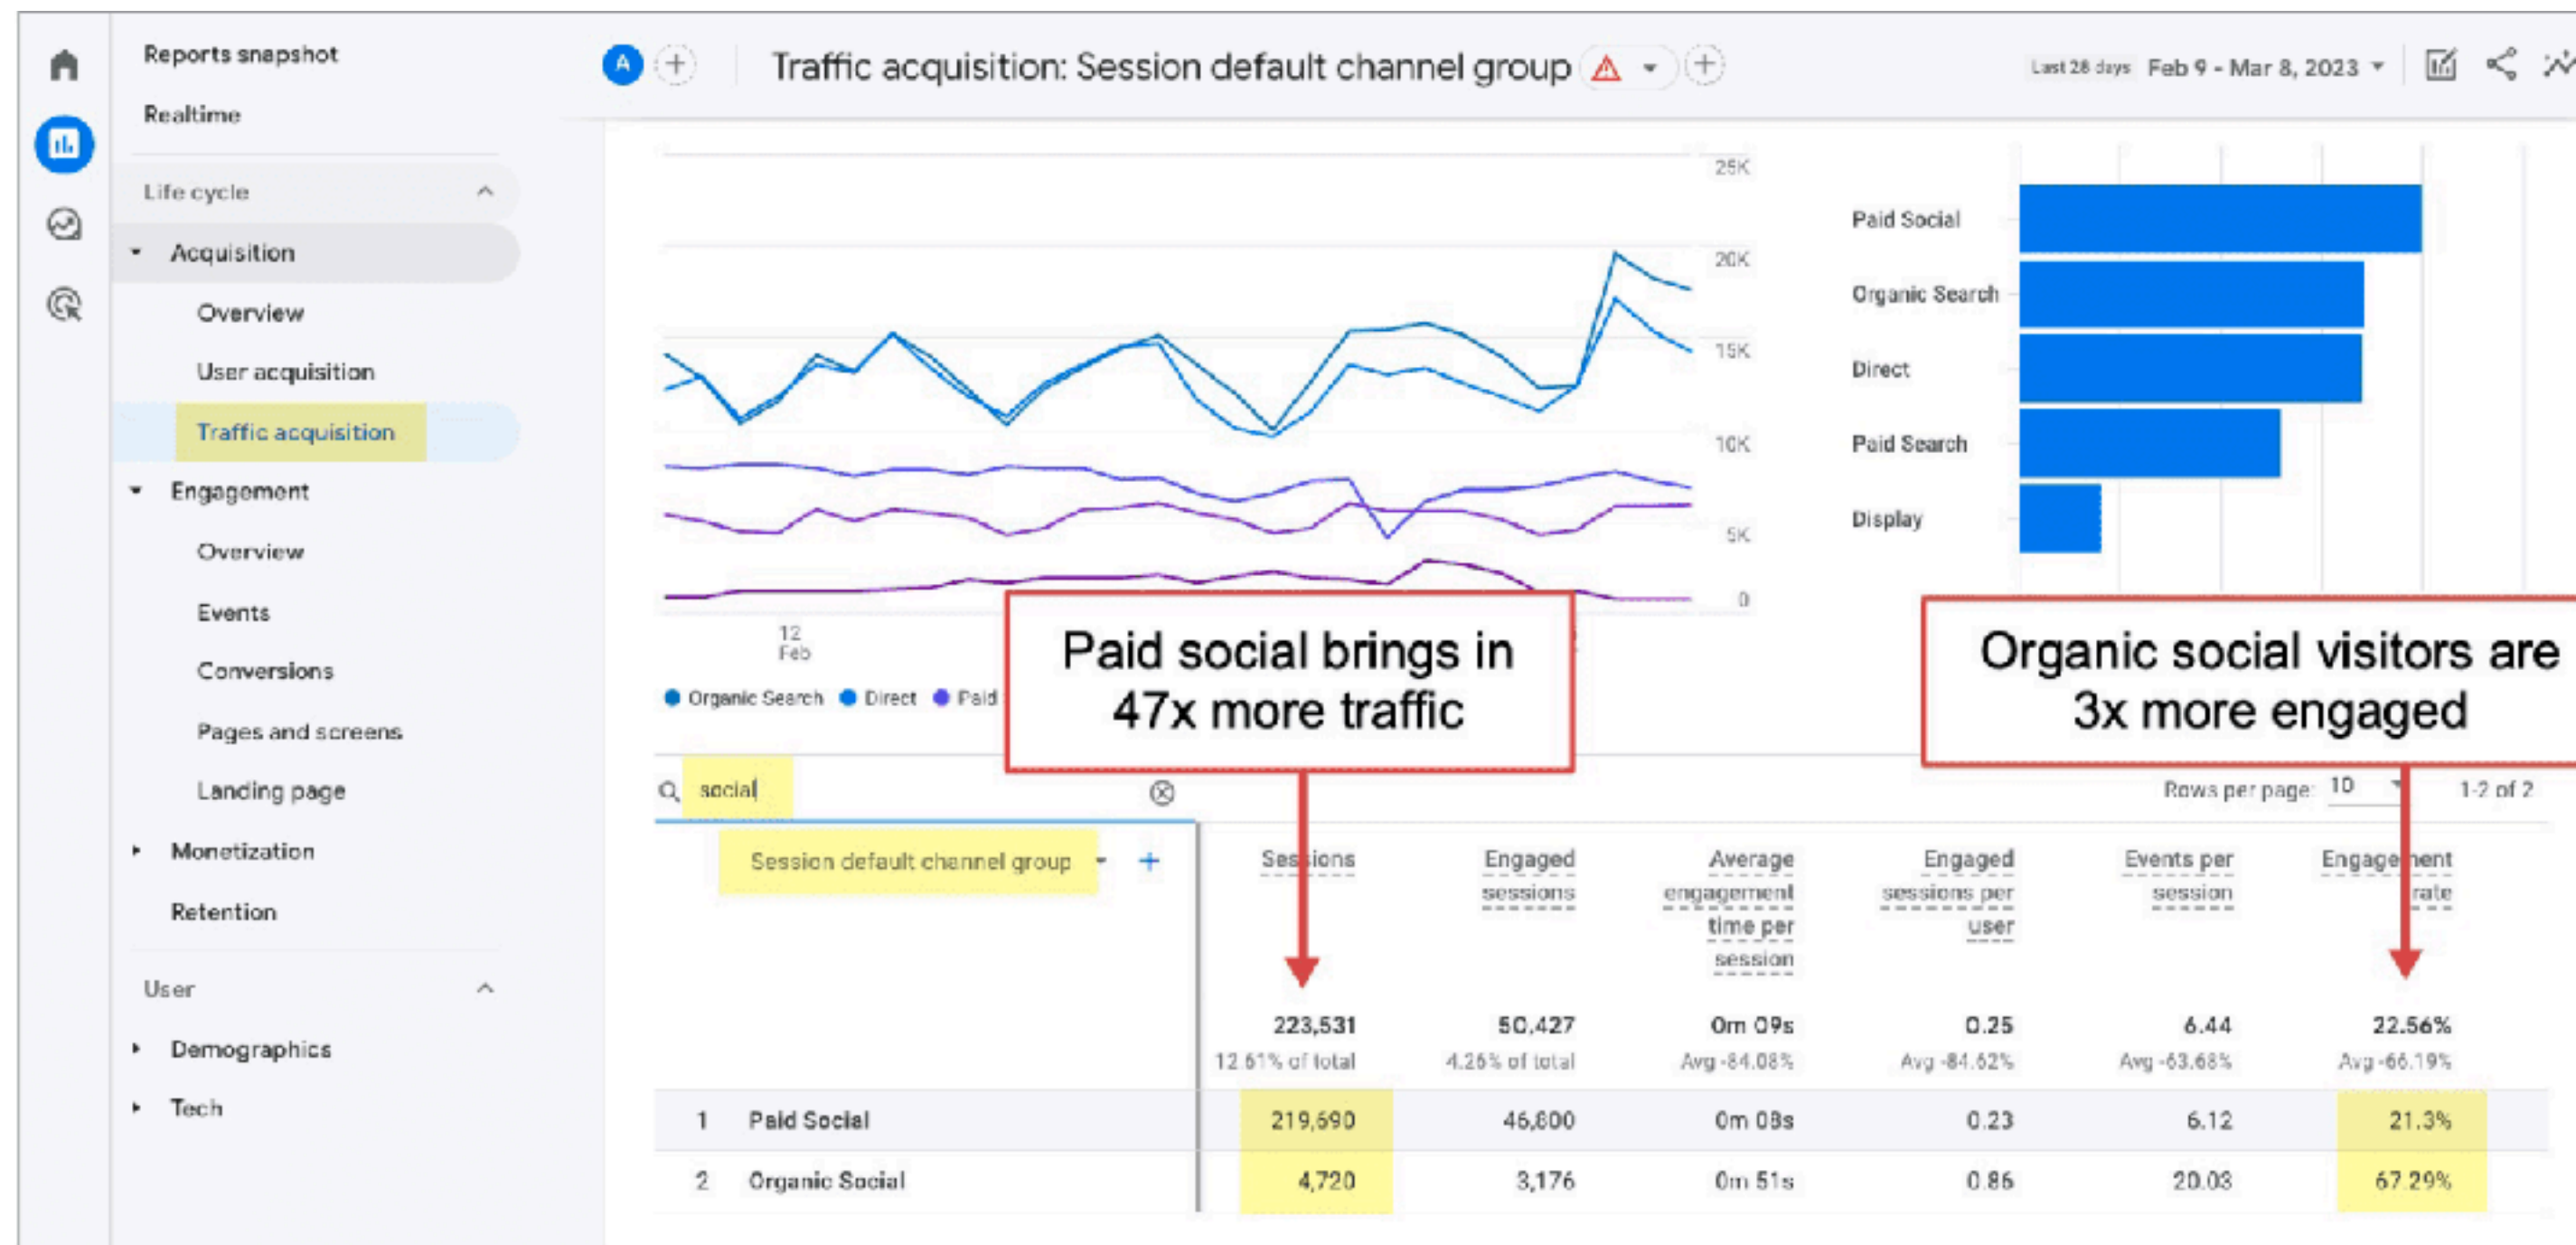 Reports snapshot
Realtime
Life cycle
Acquisition
Overview
User acquisition
Traffic acquisition
Engagement
Overview
Events
Conversions
Pages and screens
Landing page
Monetization
Retention
User
Demographics
Tech
A
Traffic acquisition: Session default channel group
Last 28 days Feb 9 - Mar 8, 2023
25K
20K
15K
10K
5K
0
12
Feb
Organic Search Direct Paid
Paid Social
Organic Search
Direct
Paid Search
Display
Paid social brings in
47x more traffic
Organic social visitors are
3x more engaged
social
Rows per page: 10 1-2 of 2
Session default channel group
Sessions
Engaged
sessions
Average
engagement
time per
session
Engaged
sessions per
user
Events per
session
Engagement
rate
223,531 50,427 0m 09s 0.25 6.44 22.56%
12.61% of total 4.26% of total Avg -84.08% Avg -84.62% Avg -63.68% Avg -66.19%
1 Paid Social 219,690 46,800 0m 08s 0.23 6.12 21.3%
2 Organic Social 4,720 3,176 0m 51s 0.86 20.03 67.29%